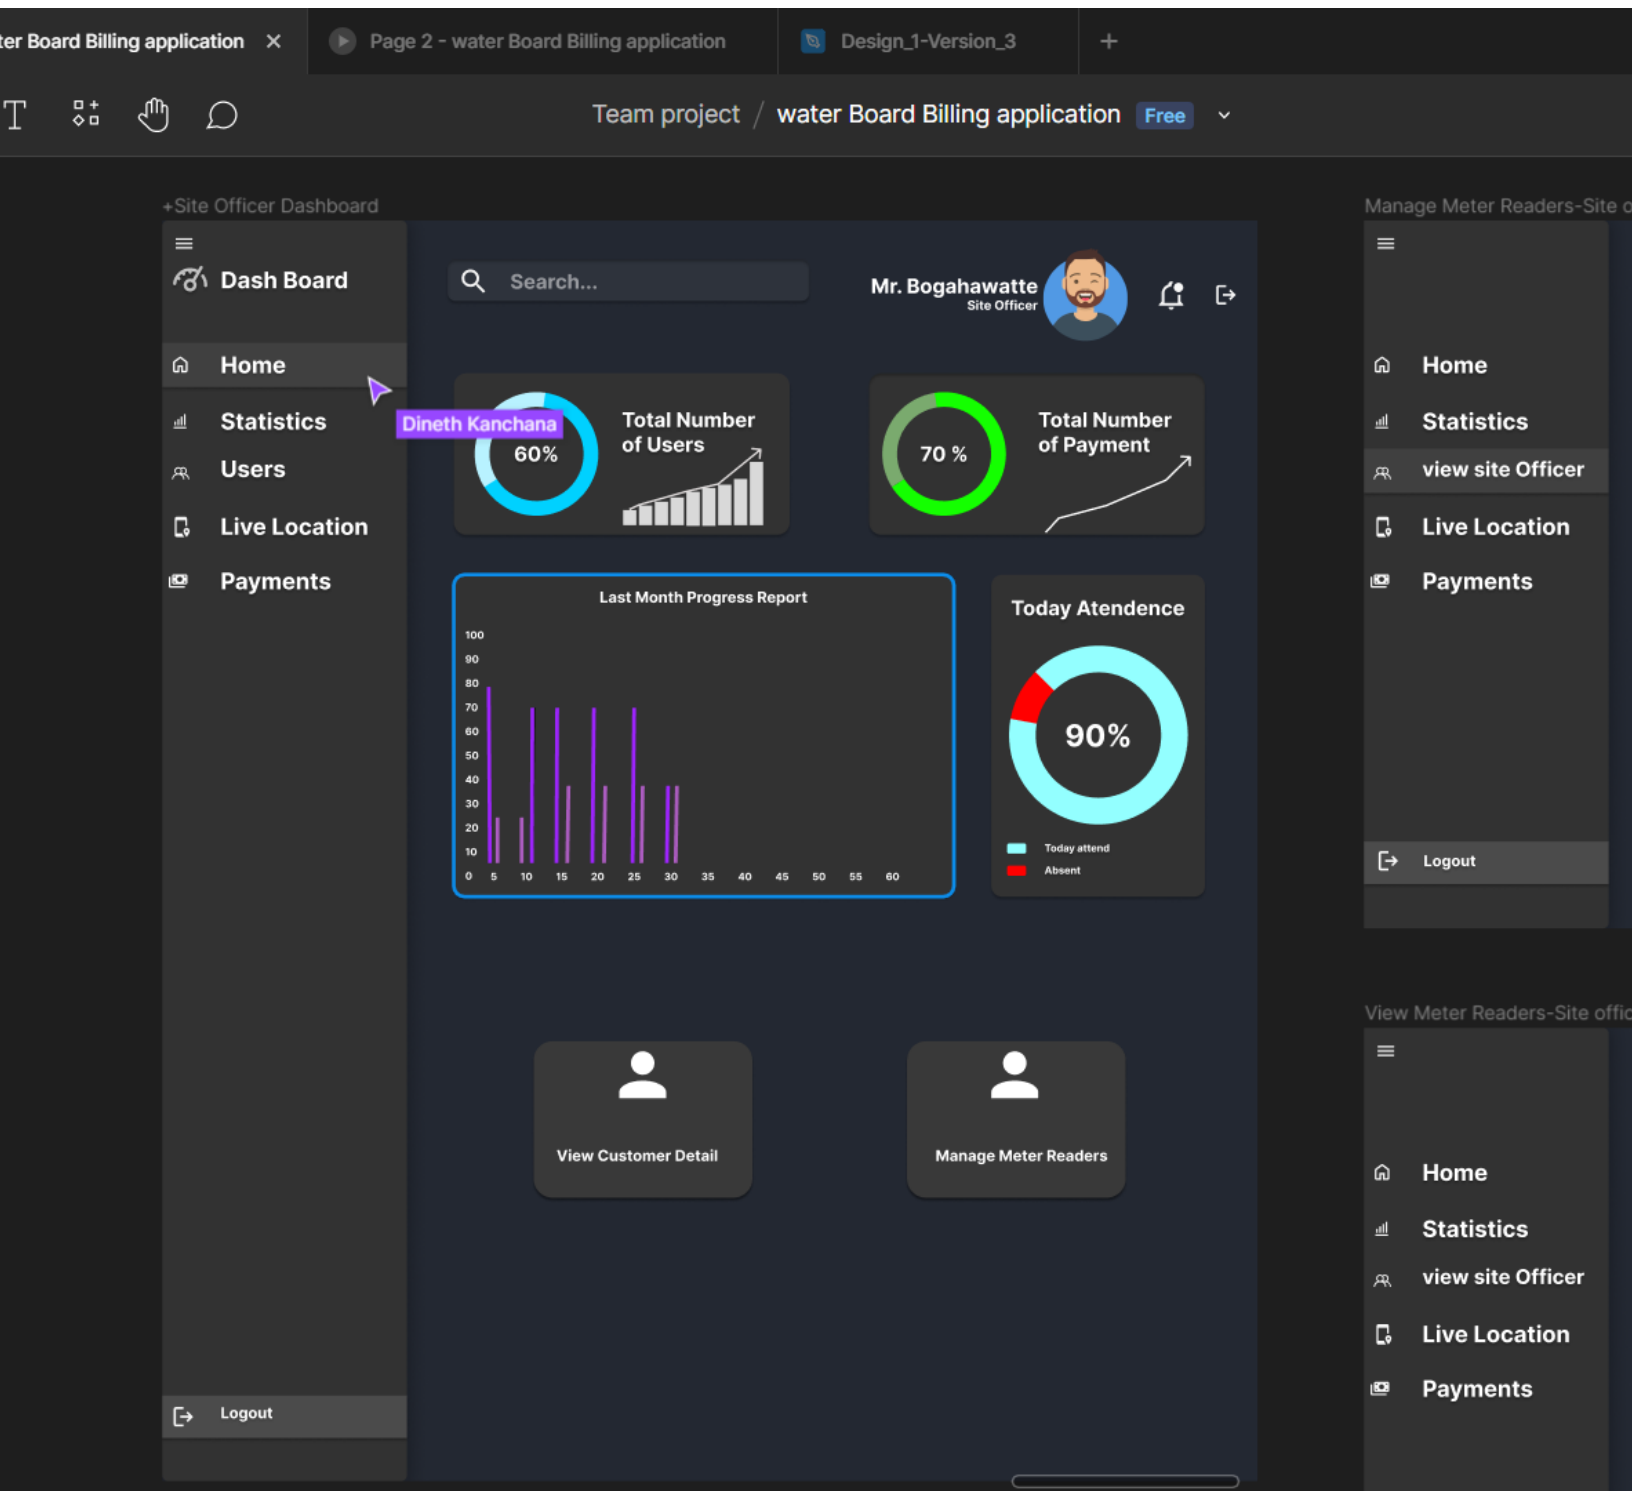 ter Board Billing application
Page 2 - water Board Billing application
Design_1-Version_3
Team project / water Board Billing application Free
+Site Officer Dashboard
Dash Board
Home
Statistics
Users
Live Location
Payments
Logout
Dineth Kanchana
Search...
Mr. Bogahawatte
Site Officer
60%
Total Number
of Users
70 %
Total Number
of Payment
Last Month Progress Report
100
90
80
70
60
50
40
30
20
10
0 5 10 15 20 25 30 35 40 45 50 55 60
Today Atendence
90%
Today attend
Absent
View Customer Detail
Manage Meter Readers
Manage Meter Readers-Site o
Home
Statistics
view site Officer
Live Location
Payments
Logout
View Meter Readers-Site offic
Home
Statistics
view site Officer
Live Location
Payments